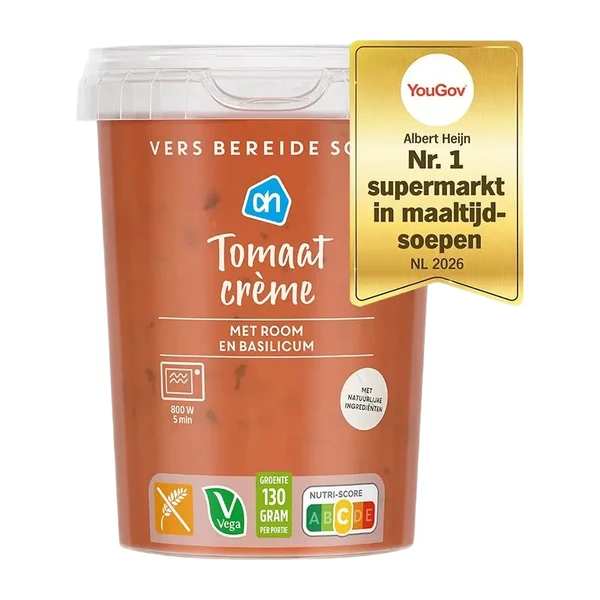 VERS BEREIDE
YouGov
Albert Heijn
Nr. 1
supermarkt
in maaltijd-
soepen
NL 2026
ah
Tomaat
crème
MET ROOM
EN BASILICUM
800 W
5 min
MET
NATUURLIJKE
INGREDIËNTEN
Vega
GROENTE
130
GRAM
PER PORTIE
NUTRI-SCORE
A B C D E